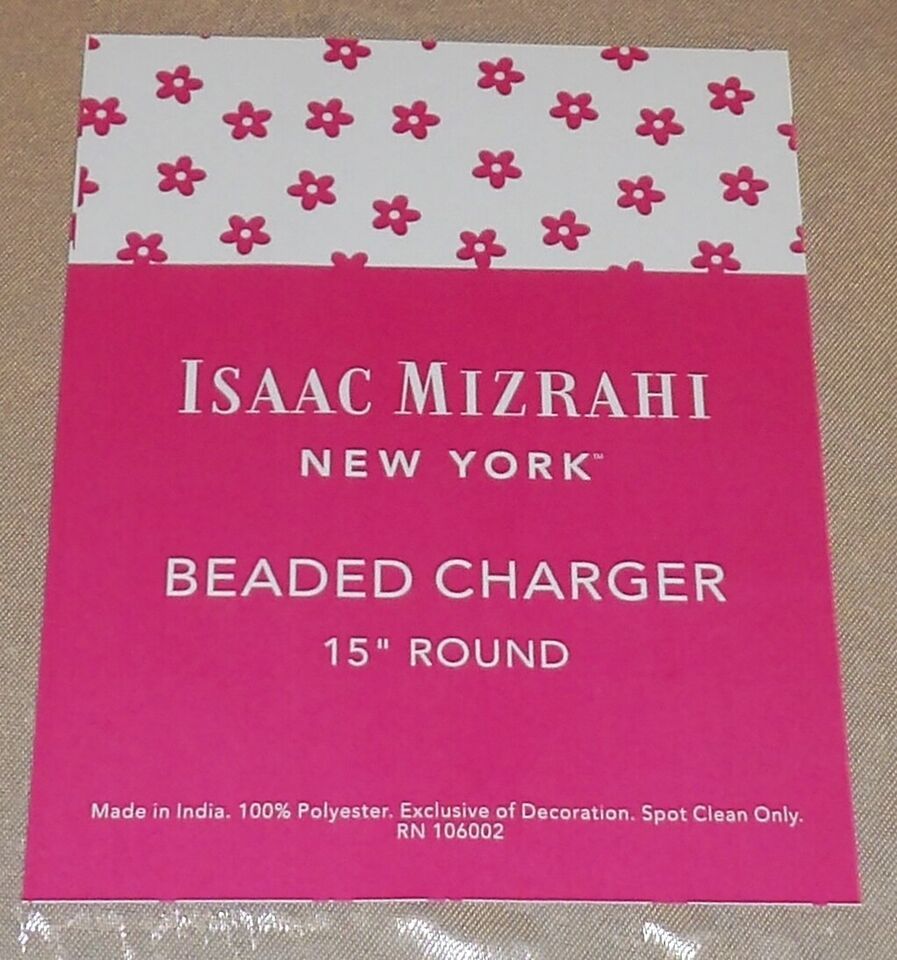 ISAAC MIZRAHI
NEW YORK™
BEADED CHARGER
15" ROUND
Made in India. 100% Polyester. Exclusive of Decoration. Spot Clean Only.
RN 106002